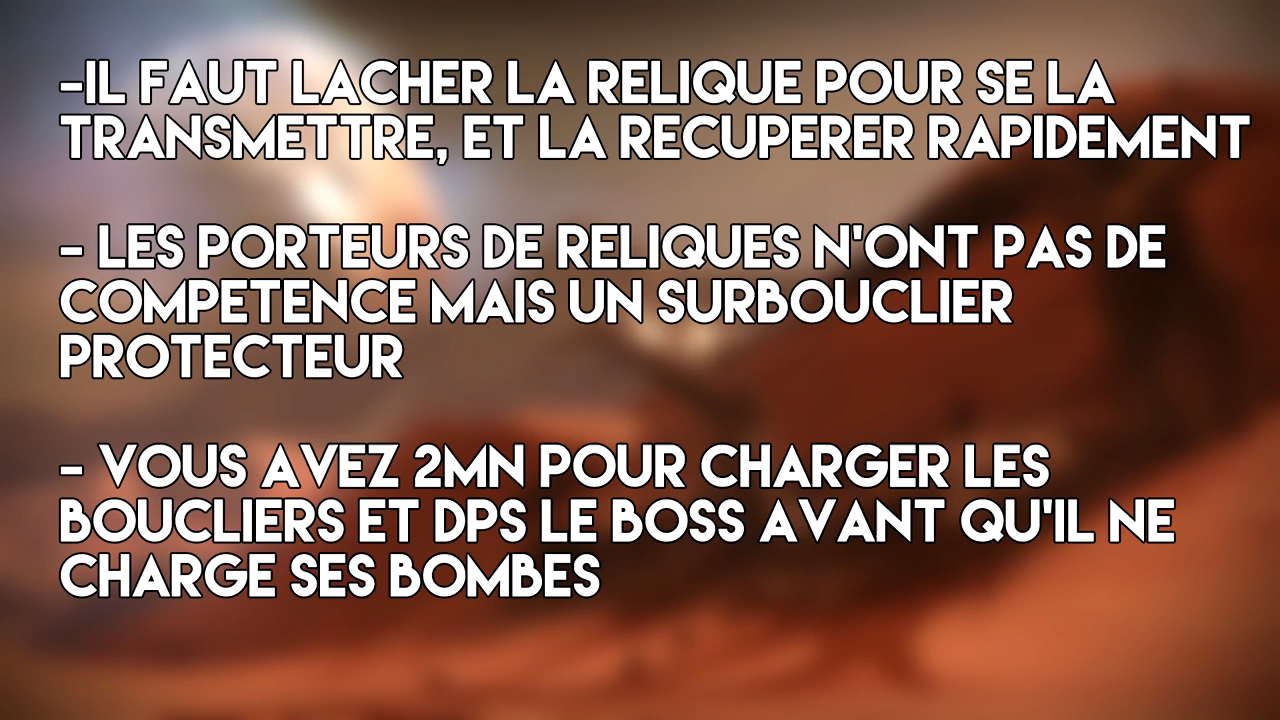 -IL FAUT LACHER LA RELIQUE POUR SE LA
TRANSMETTRE, ET LA RECUPERER RAPIDEMENT
- LES PORTEURS DE RELIQUES N'ONT PAS DE
COMPETENCE MAIS UN SURBOUCLIER
PROTECTEUR
- VOUS AVEZ 2MN POUR CHARGER LES
BOUCLIERS ET DPS LE BOSS AVANT QU'IL NE
CHARGE SES BOMBES